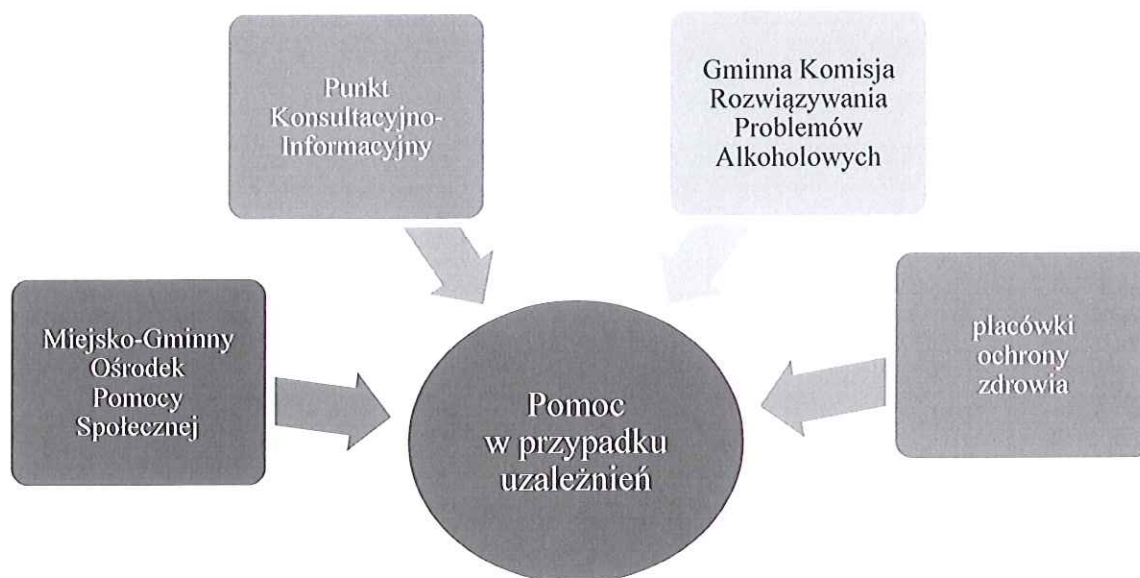 Punkt
Konsultacyjno-
Informacyjny
Gminna Komisja
Rozwiązywania
Problemów
Alkoholowych
Miejsko-Gminny
Ośrodek
Pomocy
Społecznej
placówki
ochrony
zdrowia
Pomoc
w przypadku
uzależnień